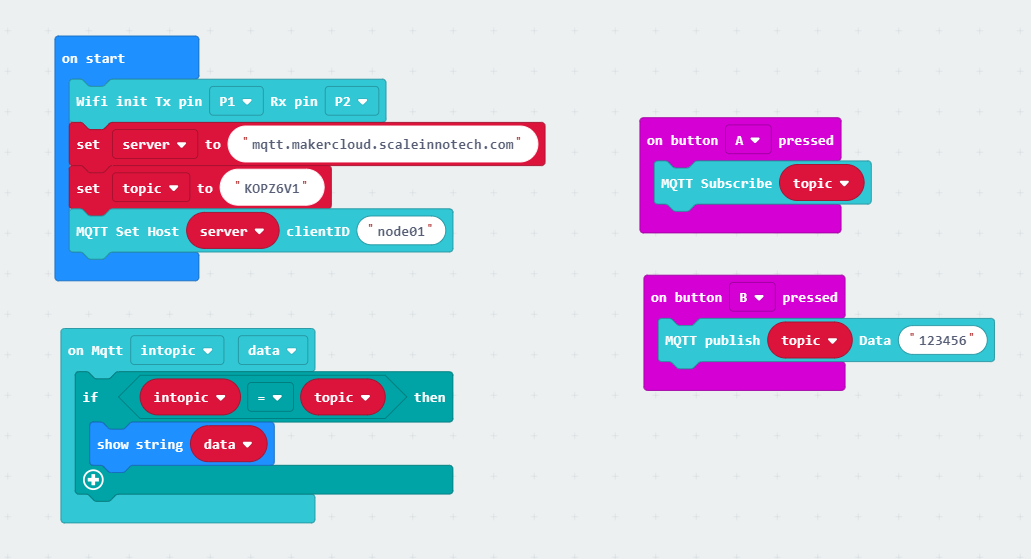 on start
Wifi init Tx pin P1 Rx pin P2
set server to "mqtt.makercloud.scaleinnotech.com"
set topic to "KOPZ6V1"
MQTT Set Host server clientID "node01"
on Mqtt intopic data
if intopic = topic then
show string data
on button A pressed
MQTT Subscribe topic
on button B pressed
MQTT publish topic Data "123456"